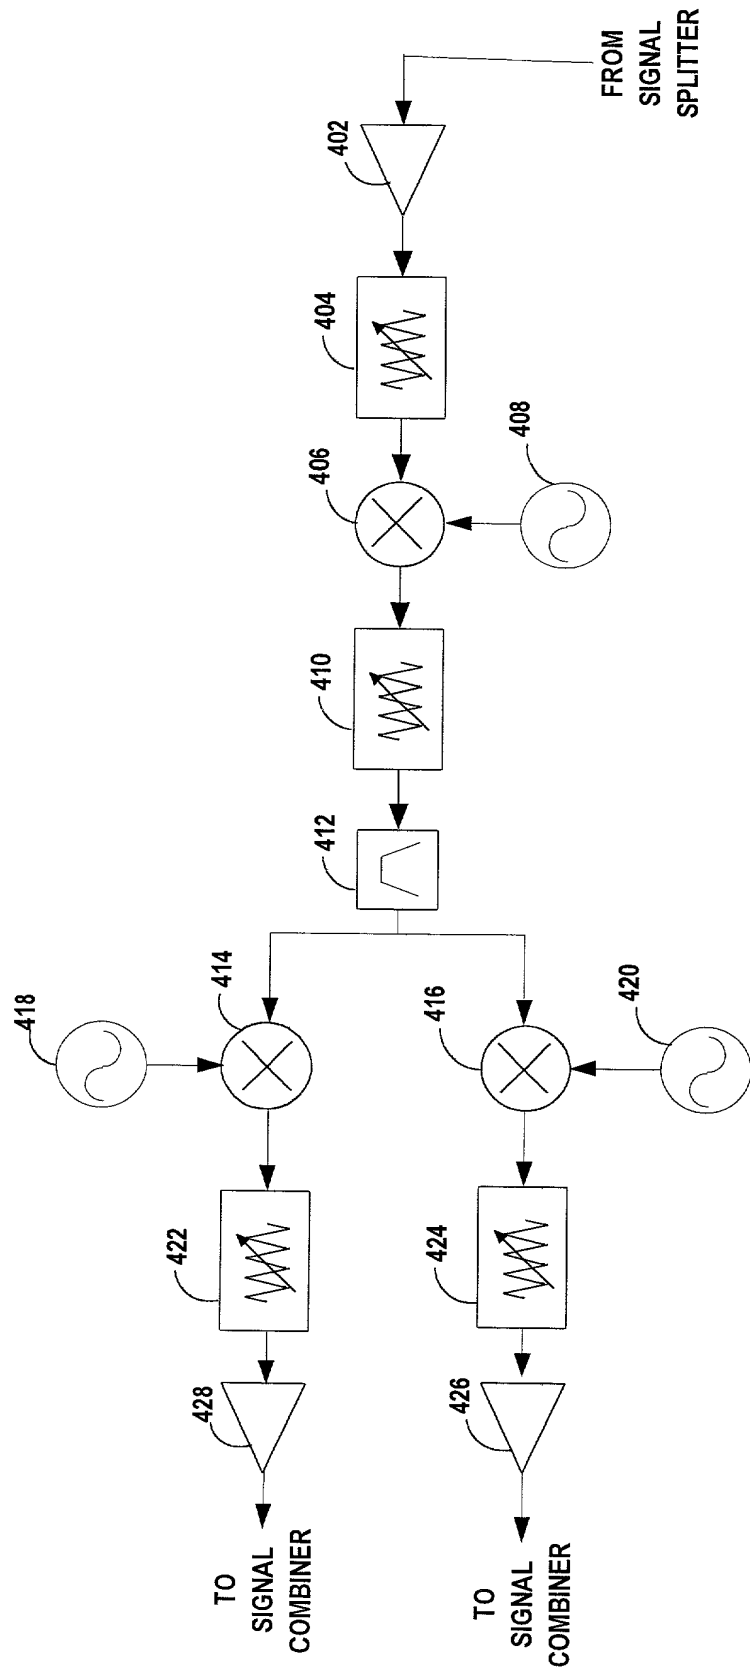 FROM
SIGNAL
SPLITTER
402
404
406
408
410
412
414
416
418
420
422
424
428
426
TO
SIGNAL
COMBINER
TO
SIGNAL
COMBINER